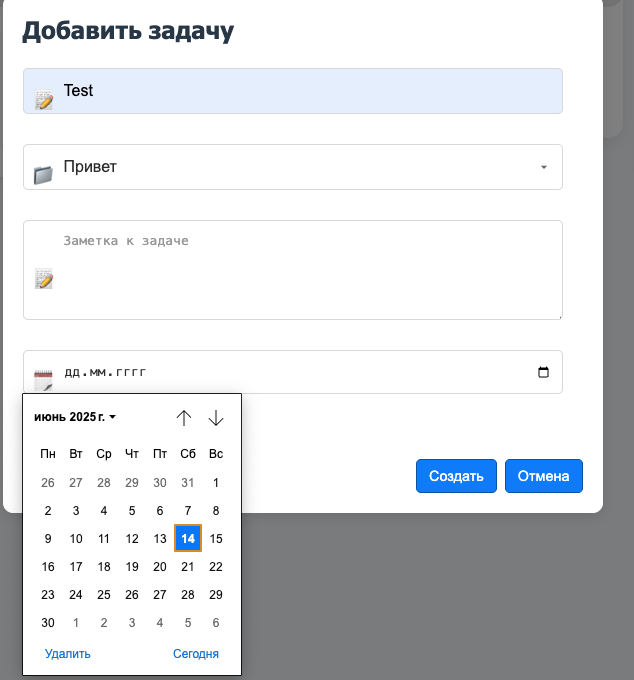 Добавить задачу
Test
Привет
Заметка к задаче
дд.мм.гггг
июнь 2025 г.
Пн Вт Ср Чт Пт Сб Вс
26 27 28 29 30 31 1
2 3 4 5 6 7 8
9 10 11 12 13 14 15
16 17 18 19 20 21 22
23 24 25 26 27 28 29
30 1 2 3 4 5 6
Удалить Сегодня
Создать Отмена